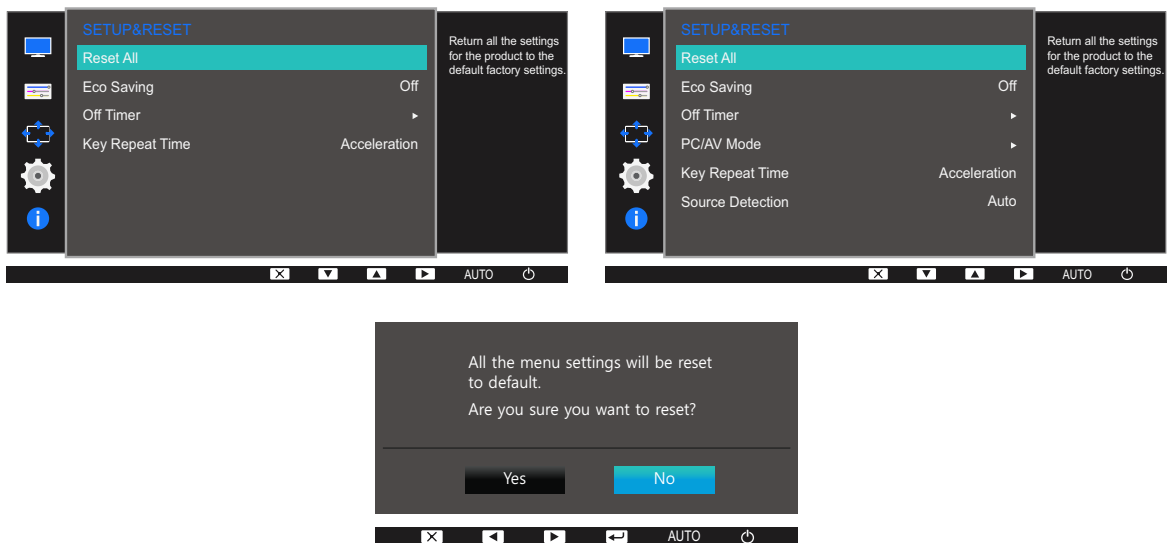 SETUP&RESET
Reset All
Eco Saving Off
Off Timer
Key Repeat Time Acceleration
Return all the settings
for the product to the
default factory settings.
AUTO
SETUP&RESET
Reset All
Eco Saving Off
Off Timer
PC/AV Mode
Key Repeat Time Acceleration
Source Detection Auto
Return all the settings
for the product to the
default factory settings.
AUTO
All the menu settings will be reset
to default.
Are you sure you want to reset?
Yes No
AUTO